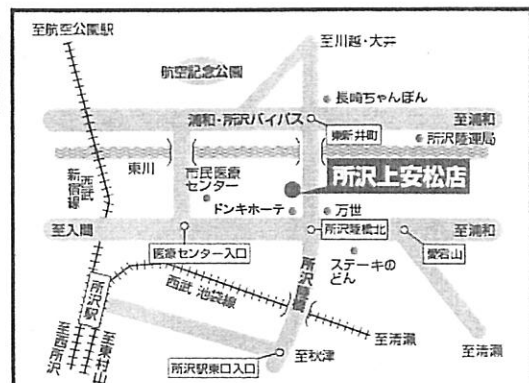 至航空公園駅
至川越・大井
航空記念公園
長崎ちゃんぽん
浦和・所沢バイパス
至浦和
東新井町
所沢陸運局
東川
市民医療
センター
所沢上安松店
西武
新宿線
ドンキホーテ
万世
至入間
至浦和
医療センター入口
所沢陸橋北
愛宕山
所沢陸橋
ステーキの
どん
西武 池袋線
所沢駅
至清瀬
至清瀬
至西所沢
至東村山
所沢駅東口入口
至秋津